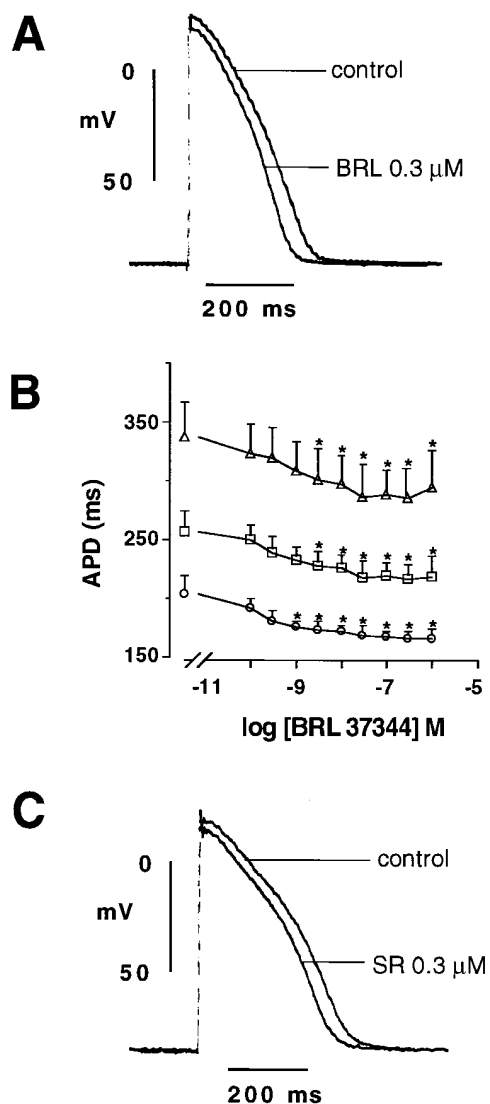 A
0
control
mV
50
BRL 0.3 μM
200 ms
B
350
*
*
*
*
*
*
APD (ms)
250
*
*
*
*
*
*
*
*
*
*
*
*
*
150
-11
-9
-7
-5
log [BRL 37344] M
C
0
control
mV
50
SR 0.3 μM
200 ms